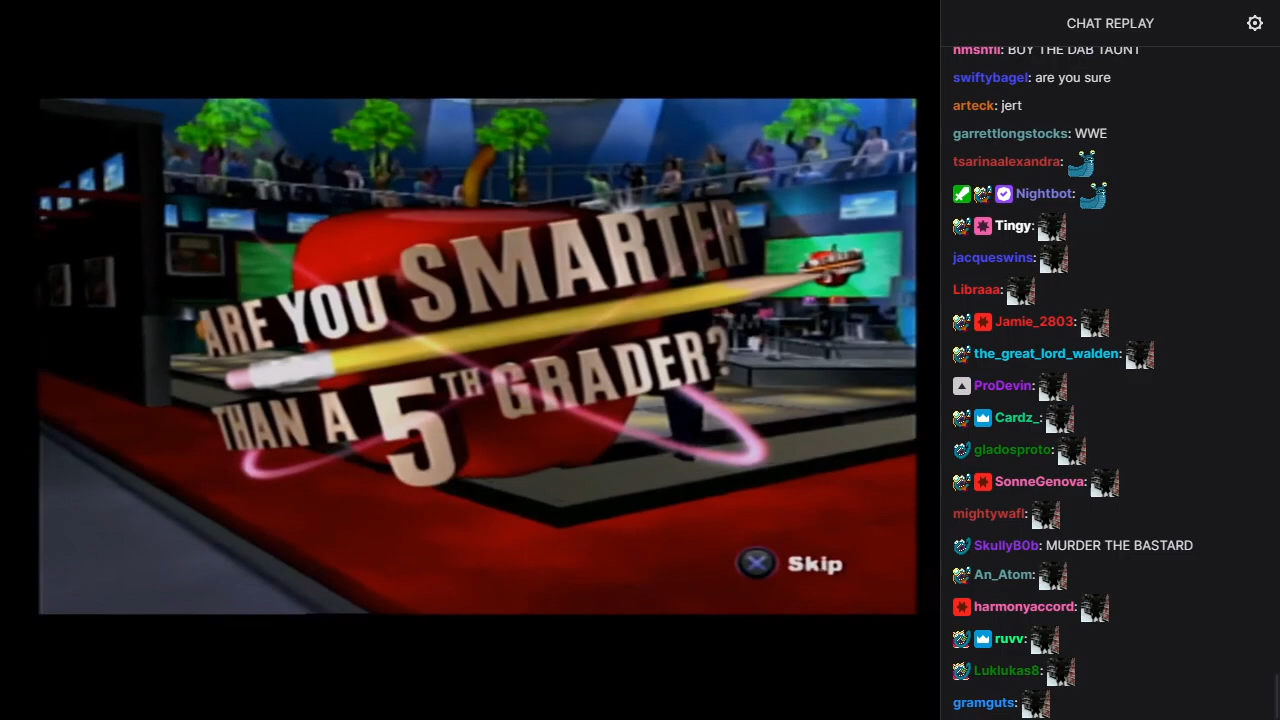 ARE YOU SMARTER
THAN A 5TH GRADER?
Skip
CHAT REPLAY
nmshfil: BUY THE DAB TAUNT
swiftybagel: are you sure
arteck: jert
garrettlongstocks: WWE
tsarinaalexandra:
Nightbot:
Tingy:
jacqueswins:
Libraaa:
Jamie_2803:
the_great_lord_walden:
ProDevin:
Cardz_:
gladosproto:
SonneGenova:
mightywafl:
SkullyB0b: MURDER THE BASTARD
An_Atom:
harmonyaccord:
ruvv:
Luklukas8:
gramguts: